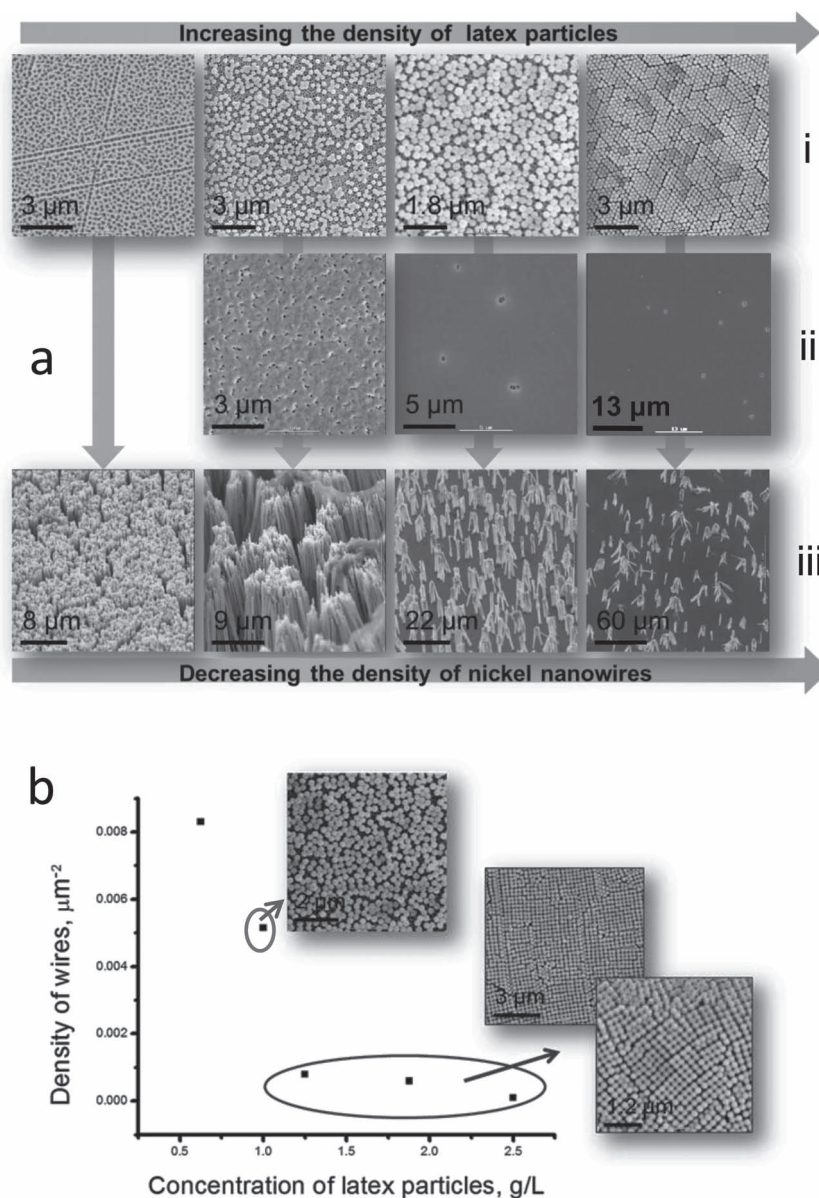 Increasing the density of latex particles
3 µm
3 µm
1.8 µm
3 µm
i
a
3 µm
5 µm
13 µm
ii
8 µm
9 µm
22 µm
60 µm
iii
Decreasing the density of nickel nanowires
b
2 µm
3 µm
1.2 µm
Density of wires, µm-2
0.008
0.006
0.004
0.002
0.000
0.5 1.0 1.5 2.0 2.5
Concentration of latex particles, g/L